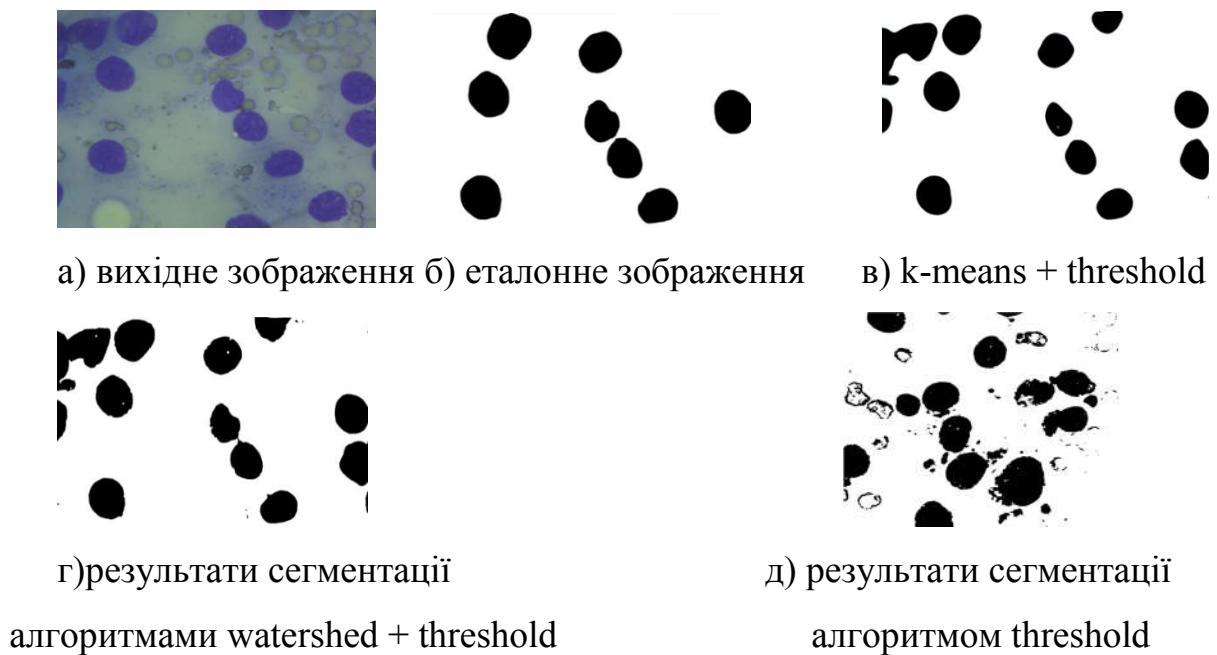 а) вихідне зображення б) еталонне зображення в) k-means + threshold
г)результати сегментації д) результати сегментації
алгоритмами watershed + threshold алгоритмом threshold